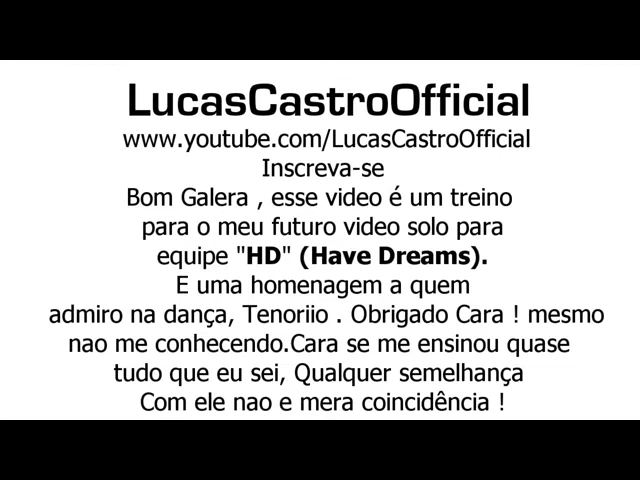 LucasCastroOfficial
www.youtube.com/LucasCastroOfficial
Inscreva-se
Bom Galera , esse video é um treino
para o meu futuro video solo para
equipe "HD" (Have Dreams).
E uma homenagem a quem
admiro na dança, Tenoriio . Obrigado Cara ! mesmo
nao me conhecendo.Cara se me ensinou quase
tudo que eu sei, Qualquer semelhança
Com ele nao e mera coincidência !